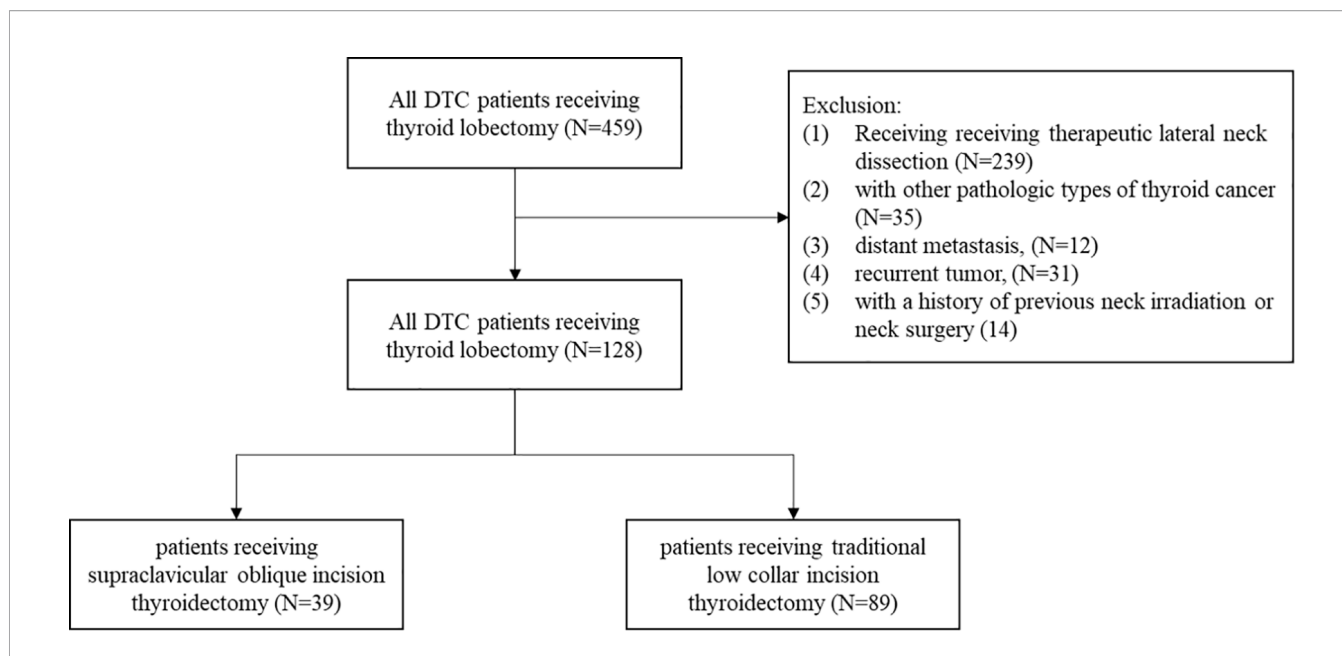 All DTC patients receiving
thyroid lobectomy (N=459)
Exclusion:
(1) Receiving receiving therapeutic lateral neck
dissection (N=239)
(2) with other pathologic types of thyroid cancer
(N=35)
(3) distant metastasis, (N=12)
(4) recurrent tumor, (N=31)
(5) with a history of previous neck irradiation or
neck surgery (14)
All DTC patients receiving
thyroid lobectomy (N=128)
patients receiving
supraclavicular oblique incision
thyroidectomy (N=39)
patients receiving traditional
low collar incision
thyroidectomy (N=89)